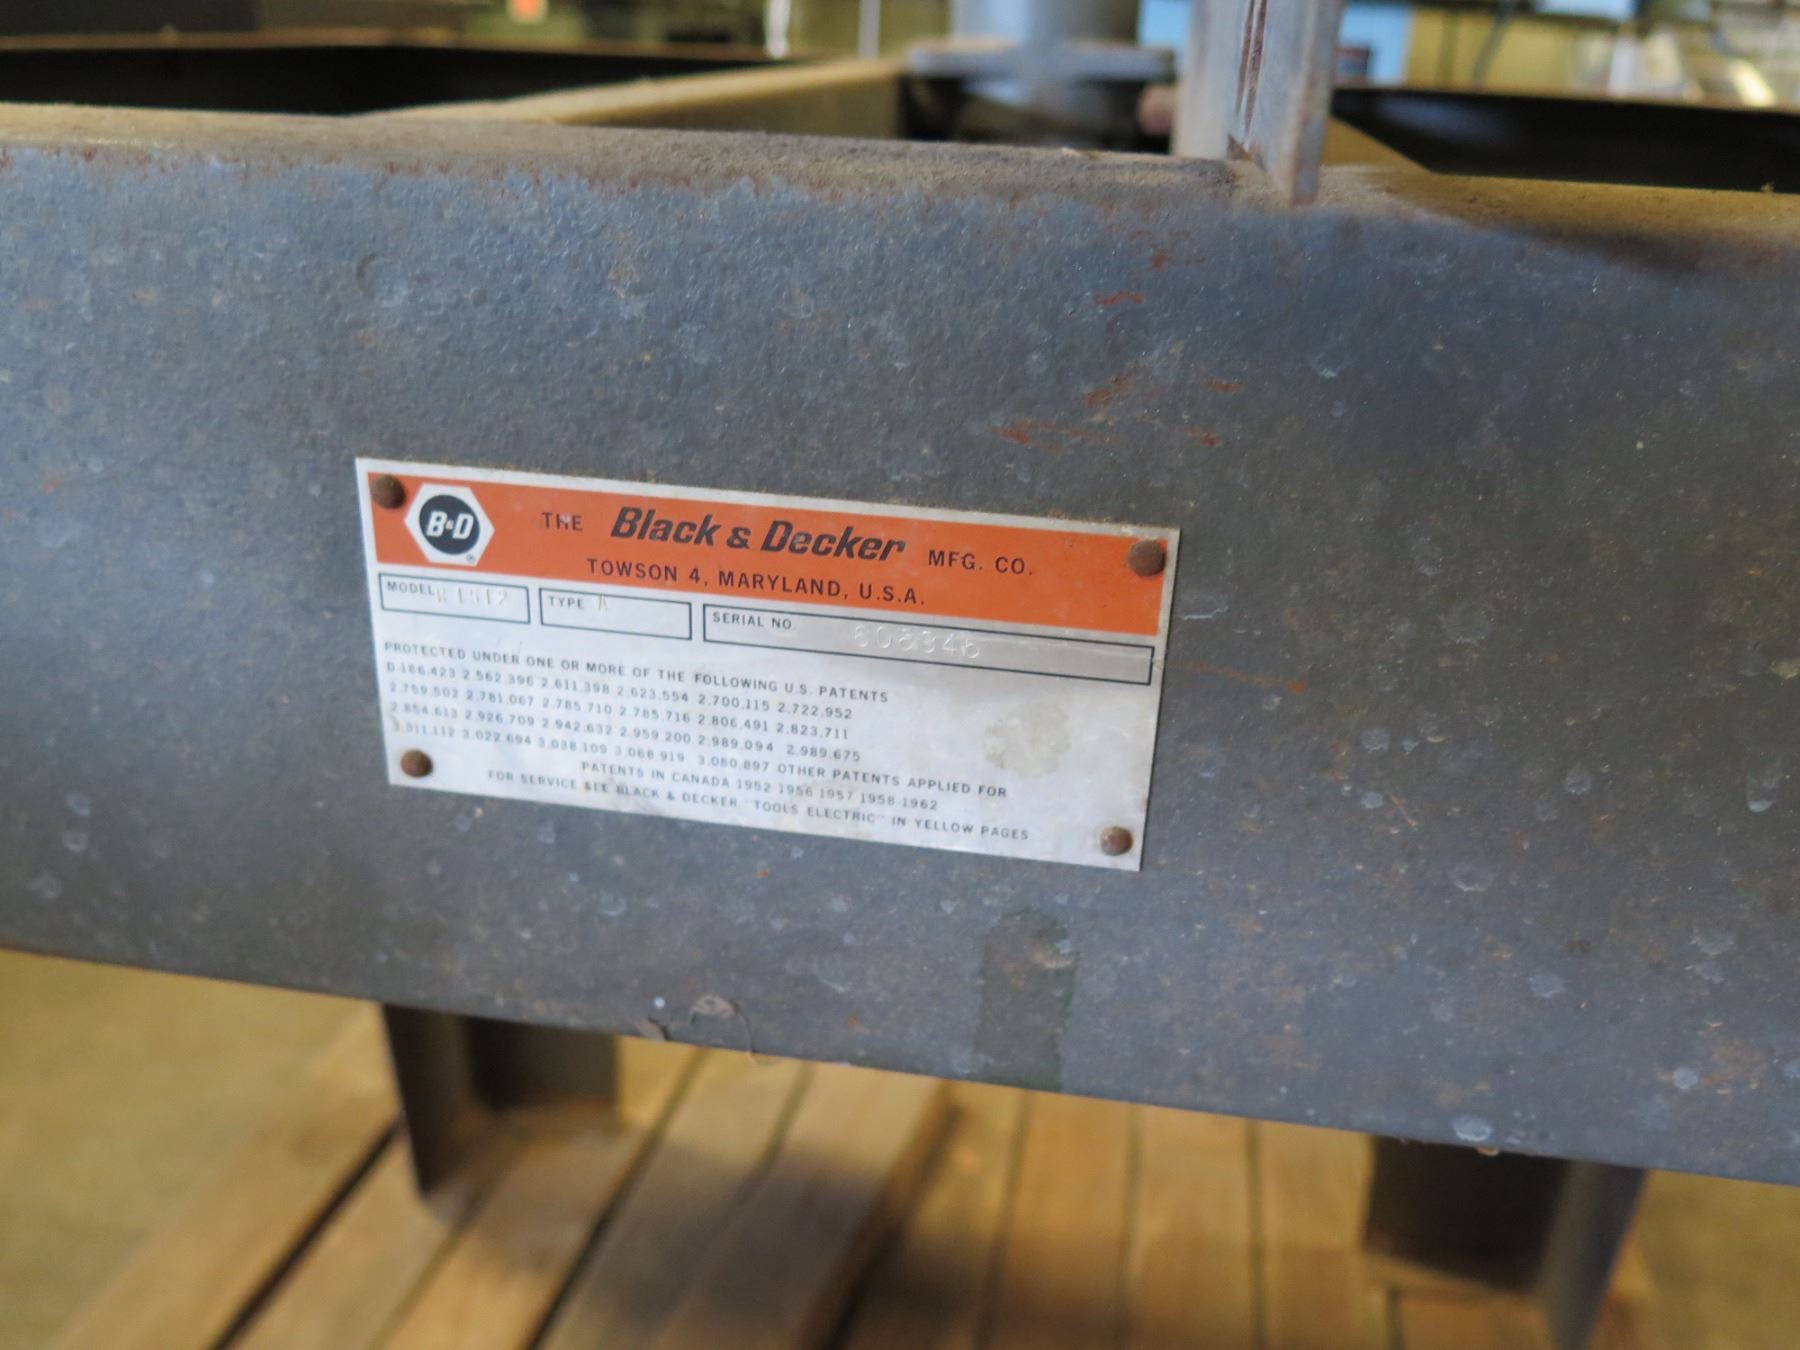 B&D
®
THE Black & Decker MFG. CO.
TOWSON 4, MARYLAND, U.S.A.
MODEL R1512 TYPE A SERIAL NO.
PROTECTED UNDER ONE OR MORE OF THE FOLLOWING U.S. PATENTS
D-186,423 2,562,396 2,611,398 2,623,554 2,700,115 2,722,952
2,759,502 2,781,067 2,785,710 2,785,716 2,806,491 2,823,711
2,854,613 2,926,709 2,942,632 2,959,200 2,989,094 2,989,675
3,011,112 3,022,694 3,038,109 3,068,919 3,080,897 OTHER PATENTS APPLIED FOR
PATENTS IN CANADA 1952 1956 1957 1958-1962
FOR SERVICE SEE BLACK & DECKER "TOOLS ELECTRIC" IN YELLOW PAGES